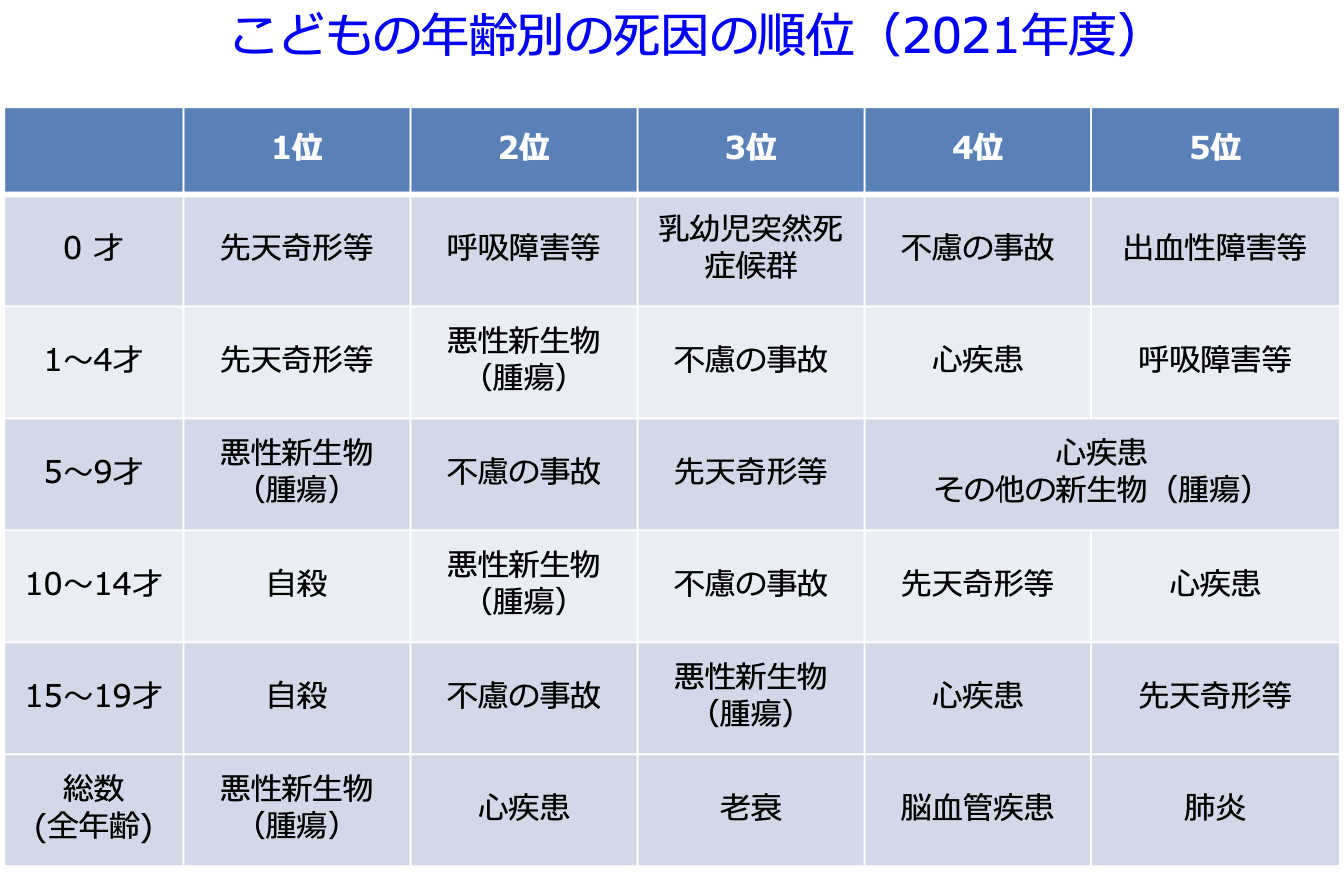 こどもの年齢別の死因の順位（2021年度）
1位
2位
3位
4位
5位
0 才
先天奇形等
呼吸障害等
乳幼児突然死
症候群
不慮の事故
出血性障害等
1～4才
先天奇形等
悪性新生物
（腫瘍）
不慮の事故
心疾患
呼吸障害等
5～9才
悪性新生物
（腫瘍）
不慮の事故
先天奇形等
心疾患
その他の新生物（腫瘍）
10～14才
自殺
悪性新生物
（腫瘍）
不慮の事故
先天奇形等
心疾患
15～19才
自殺
不慮の事故
悪性新生物
（腫瘍）
心疾患
先天奇形等
総数
(全年齢)
悪性新生物
（腫瘍）
心疾患
老衰
脳血管疾患
肺炎